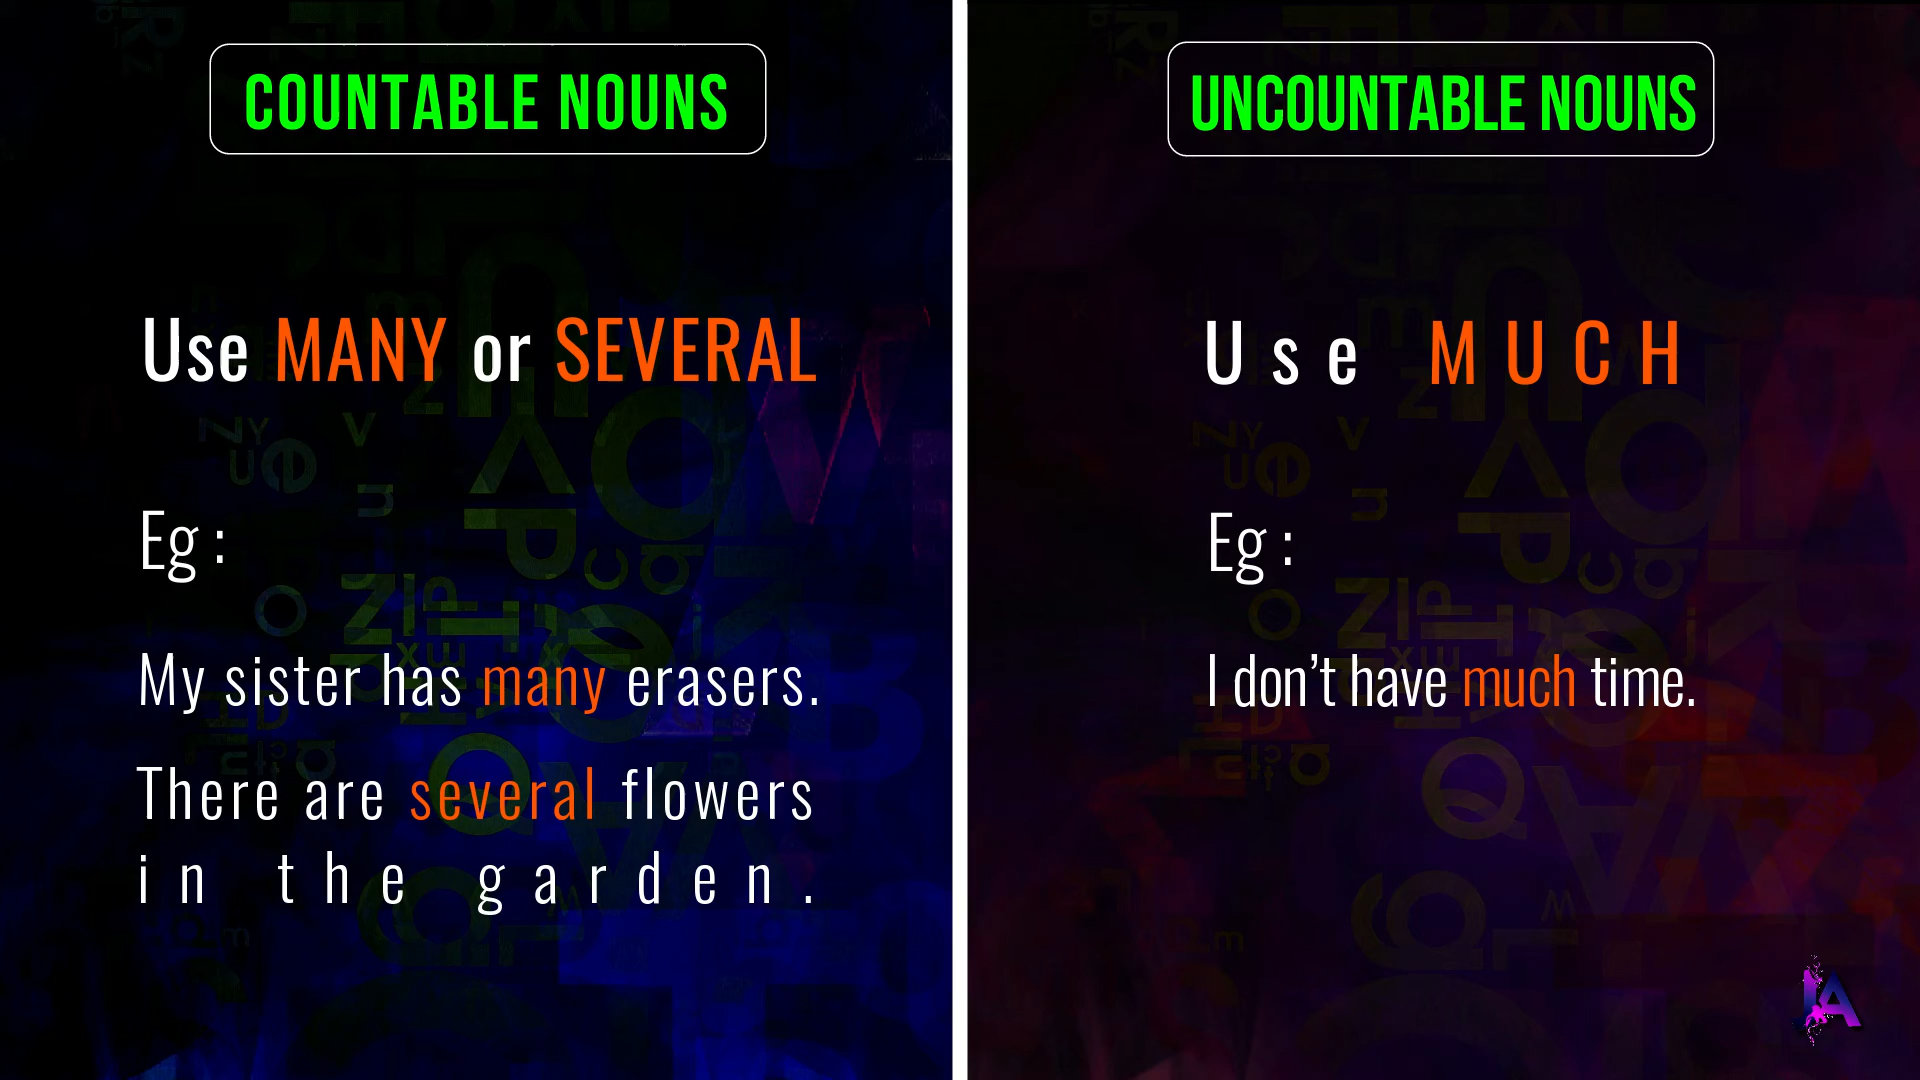 COUNTABLE NOUNS
Use MANY or SEVERAL
Eg :
My sister has many erasers.
There are several flowers
in the garden.
UNCOUNTABLE NOUNS
Use MUCH
Eg :
I don’t have much time.
JA